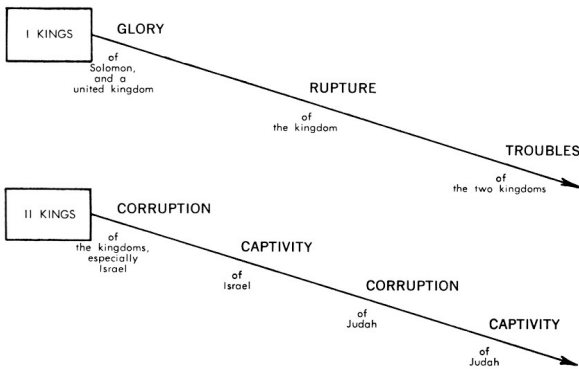 I KINGS
GLORY
of
Solomon,
and a
united kingdom
RUPTURE
of
the kingdom
TROUBLES
of
the two kingdoms
II KINGS
CORRUPTION
of
the kingdoms,
especially
Israel
CAPTIVITY
of
Israel
CORRUPTION
of
Judah
CAPTIVITY
of
Judah